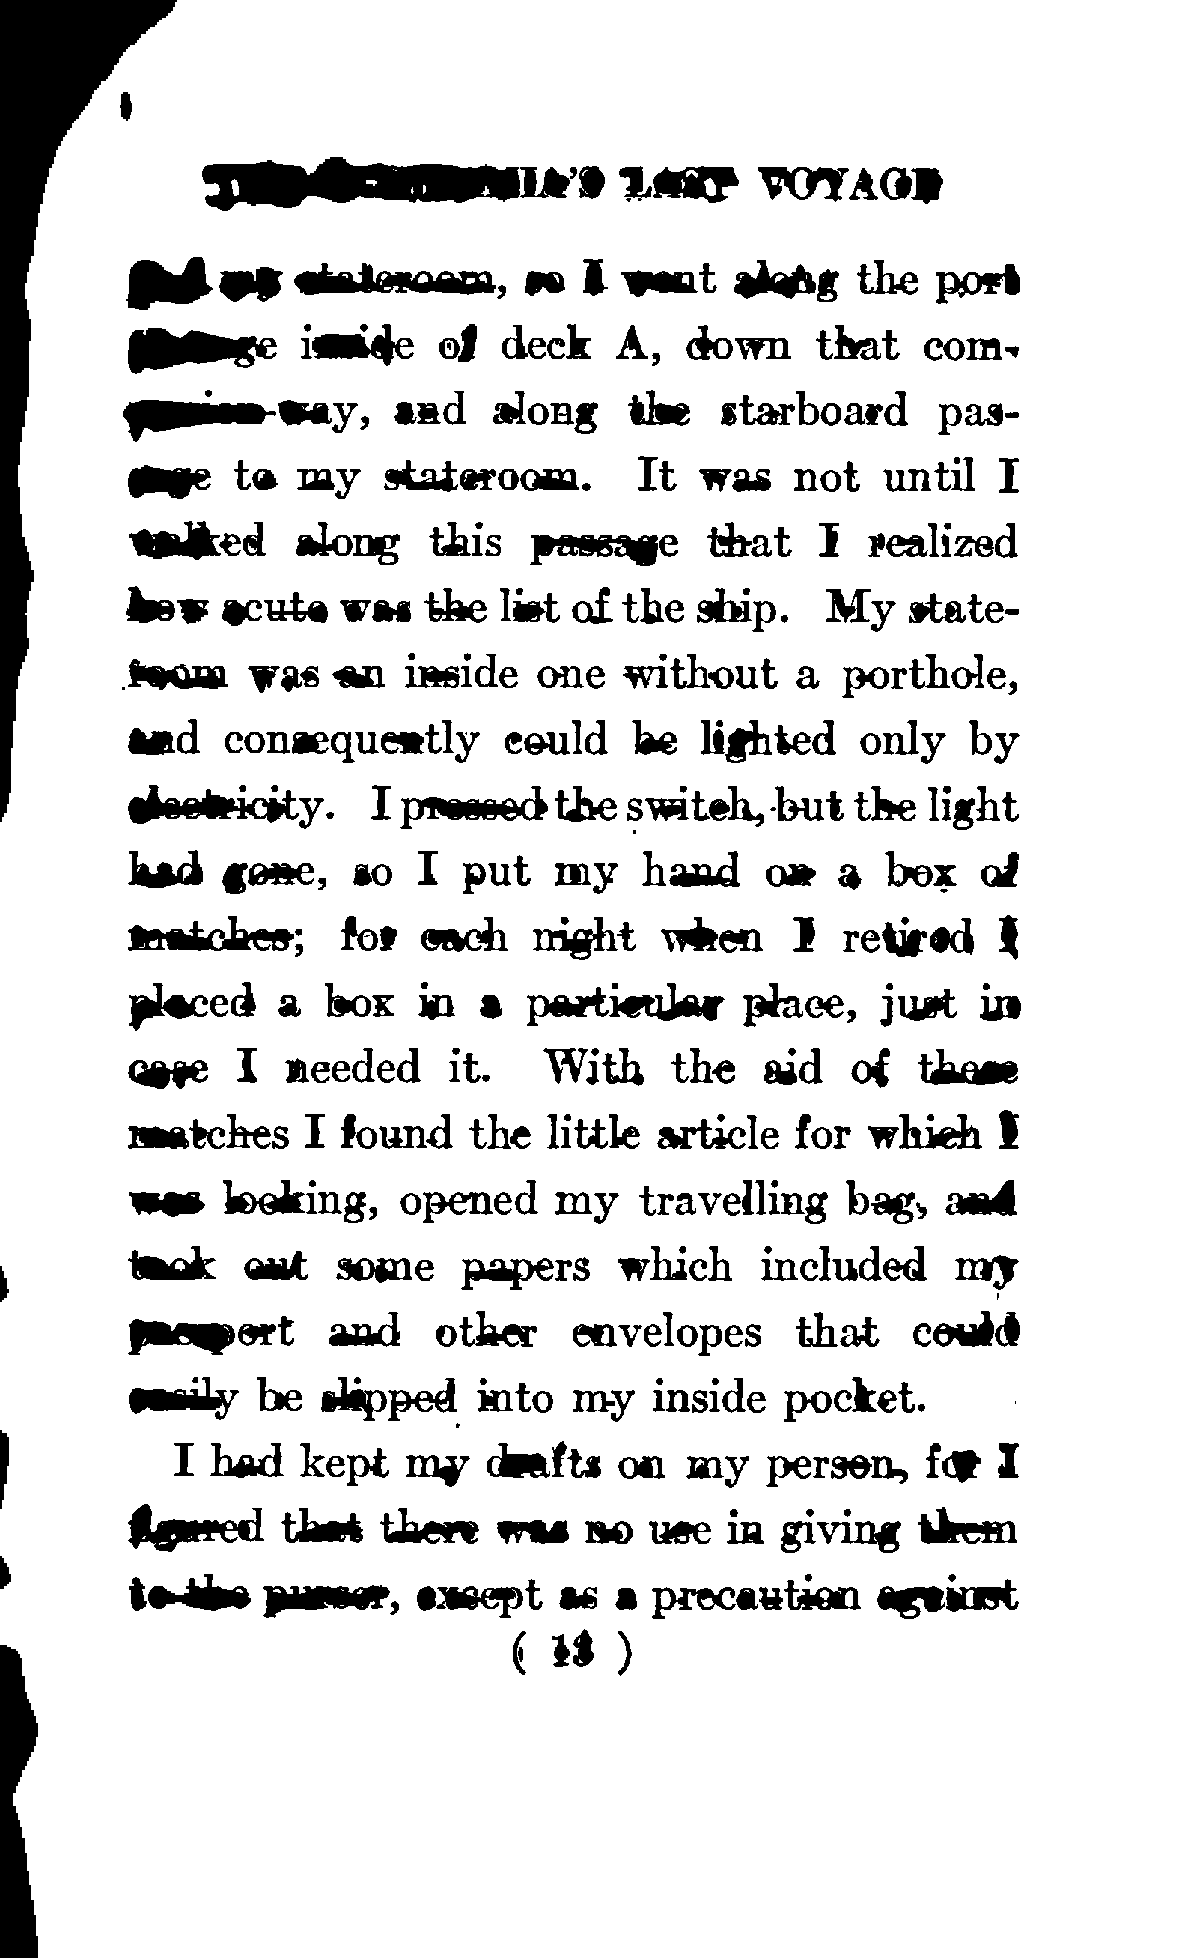 LUSITANIA'S LAST VOYAGE
my stateroom, so I went along the port
passage inside of deck A, down that com-
panion-way, and along the starboard pas-
sage to my stateroom. It was not until I
walked along this passage that I realized
how acute was the list of the ship. My state-
room was an inside one without a porthole,
and consequently could be lighted only by
electricity. I pressed the switch, but the light
had gone, so I put my hand on a box of
matches; for each night when I retired I
placed a box in a particular place, just in
case I needed it. With the aid of these
matches I found the little article for which I
was looking, opened my travelling bag, and
took out some papers which included my
passport and other envelopes that could
easily be slipped into my inside pocket.
I had kept my drafts on my person, for I
figured that there was no use in giving them
to the purser, except as a precaution against
( 13 )